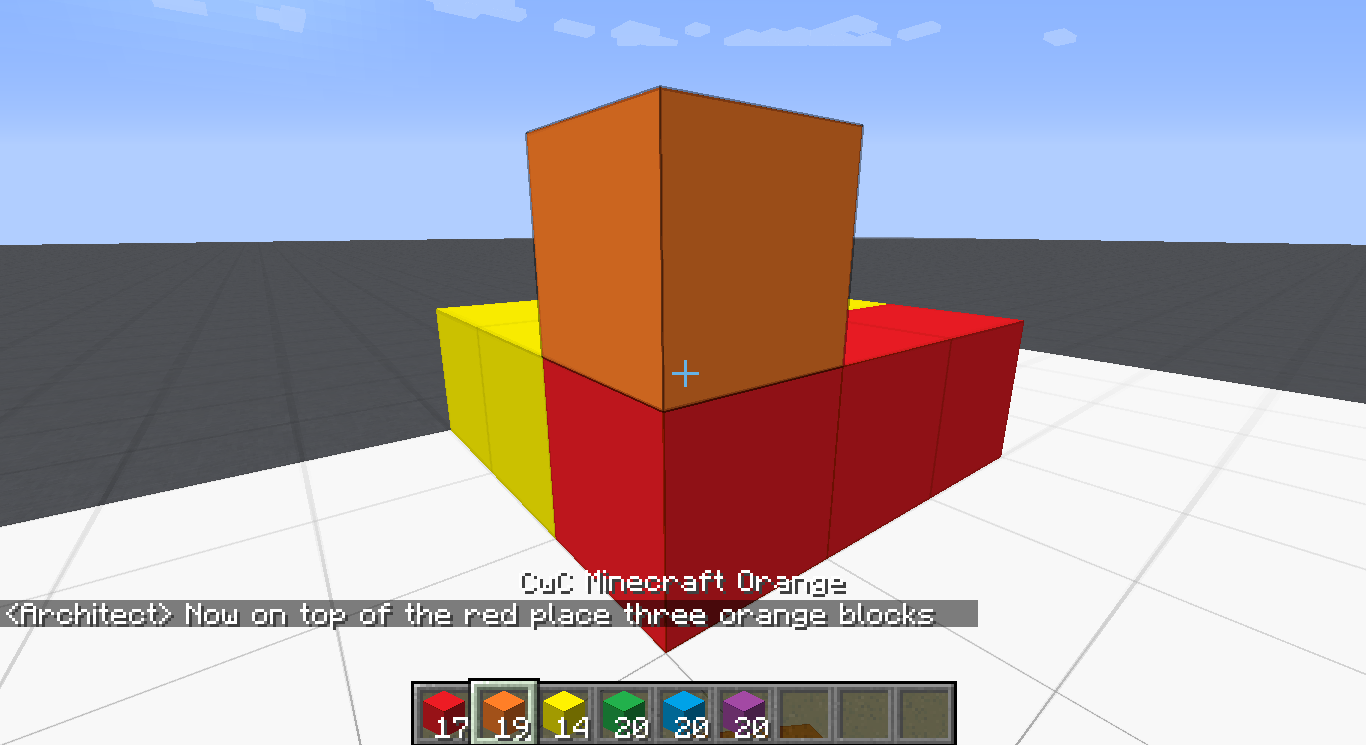 CwC Minecraft Orange
<Architect> Now on top of the red place three orange blocks
17 19 14 20 20 20